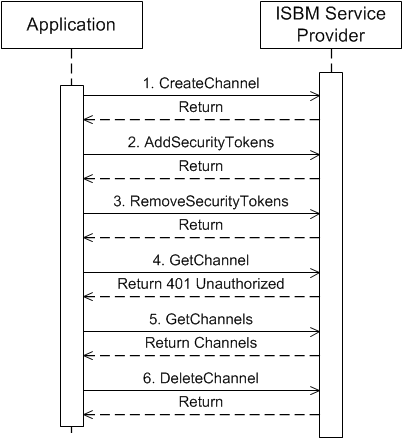 Application
ISBM Service
Provider
1. CreateChannel
Return
2. AddSecurityTokens
Return
3. RemoveSecurityTokens
Return
4. GetChannel
Return 401 Unauthorized
5. GetChannels
Return Channels
6. DeleteChannel
Return